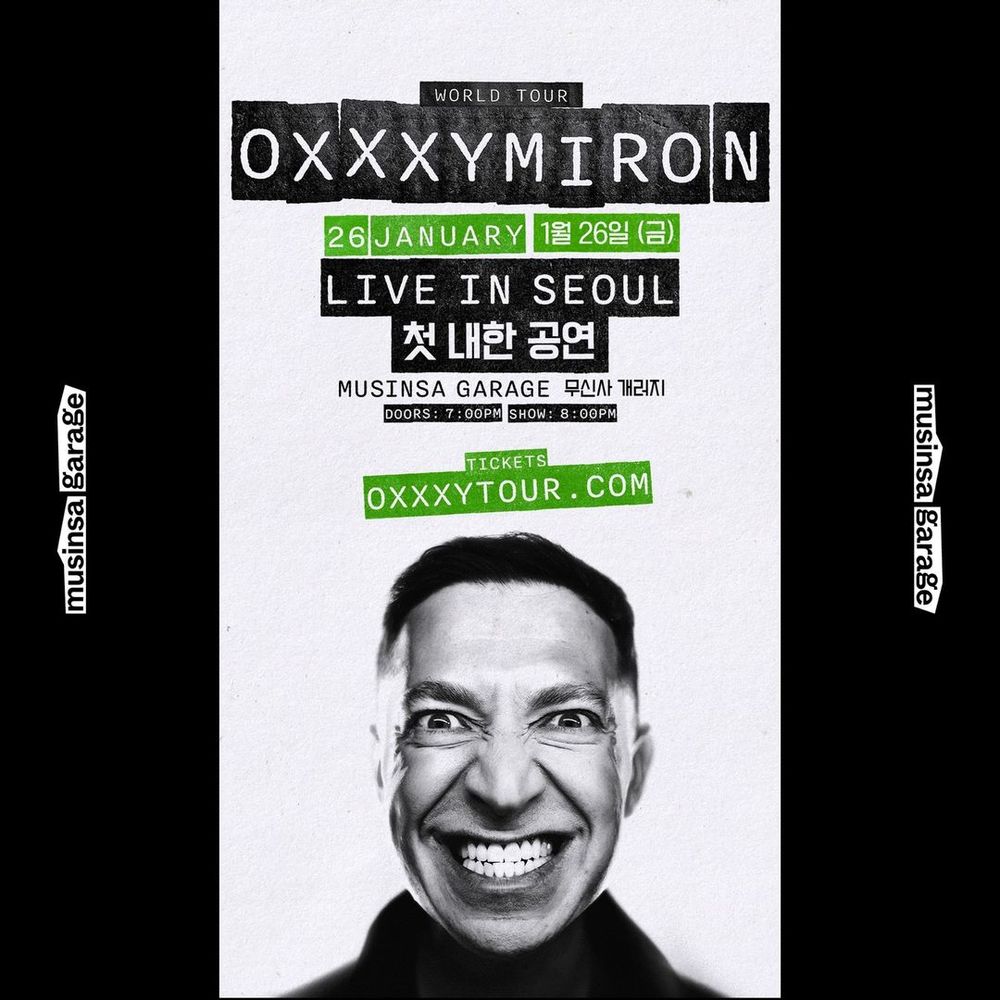 WORLD TOUR
OXXXYMIRON
26 JANUARY 1월 26일 (금)
LIVE IN SEOUL
첫 내한 공연
MUSINSA GARAGE 무신사 개러지
DOORS: 7:00PM SHOW: 8:00PM
TICKETS
OXXXYTOUR.COM
musinsa garage
musinsa garage